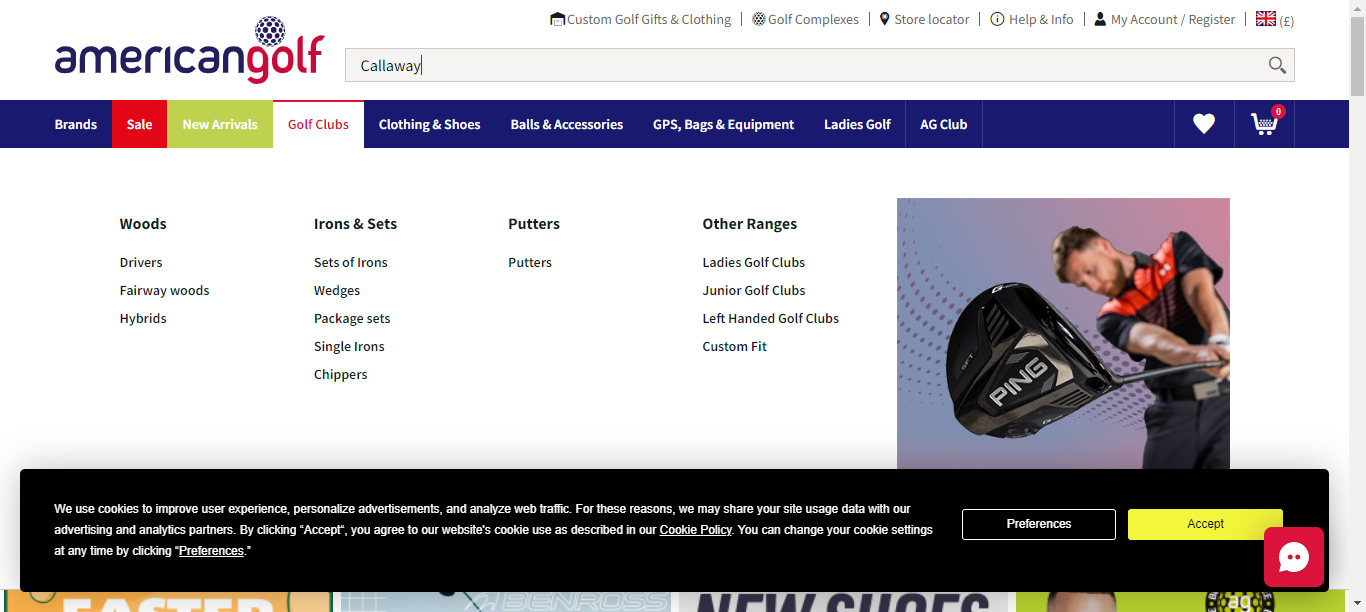 Custom Golf Gifts & Clothing
Golf Complexes
Store locator
Help & Info
My Account / Register
(£)
americangolf
Callaway
Brands
Sale
New Arrivals
Golf Clubs
Clothing & Shoes
Balls & Accessories
GPS, Bags & Equipment
Ladies Golf
AG Club
0
Woods
Drivers
Fairway woods
Hybrids
Irons & Sets
Sets of Irons
Wedges
Package sets
Single Irons
Chippers
Putters
Putters
Other Ranges
Ladies Golf Clubs
Junior Golf Clubs
Left Handed Golf Clubs
Custom Fit
PING
We use cookies to improve user experience, personalize advertisements, and analyze web traffic. For these reasons, we may share your site usage data with our
advertising and analytics partners. By clicking “Accept“, you agree to our website's cookie use as described in our Cookie Policy. You can change your cookie settings
at any time by clicking “Preferences.”
Preferences
Accept
EASTER
BENROSS
NEW SHOES
ag